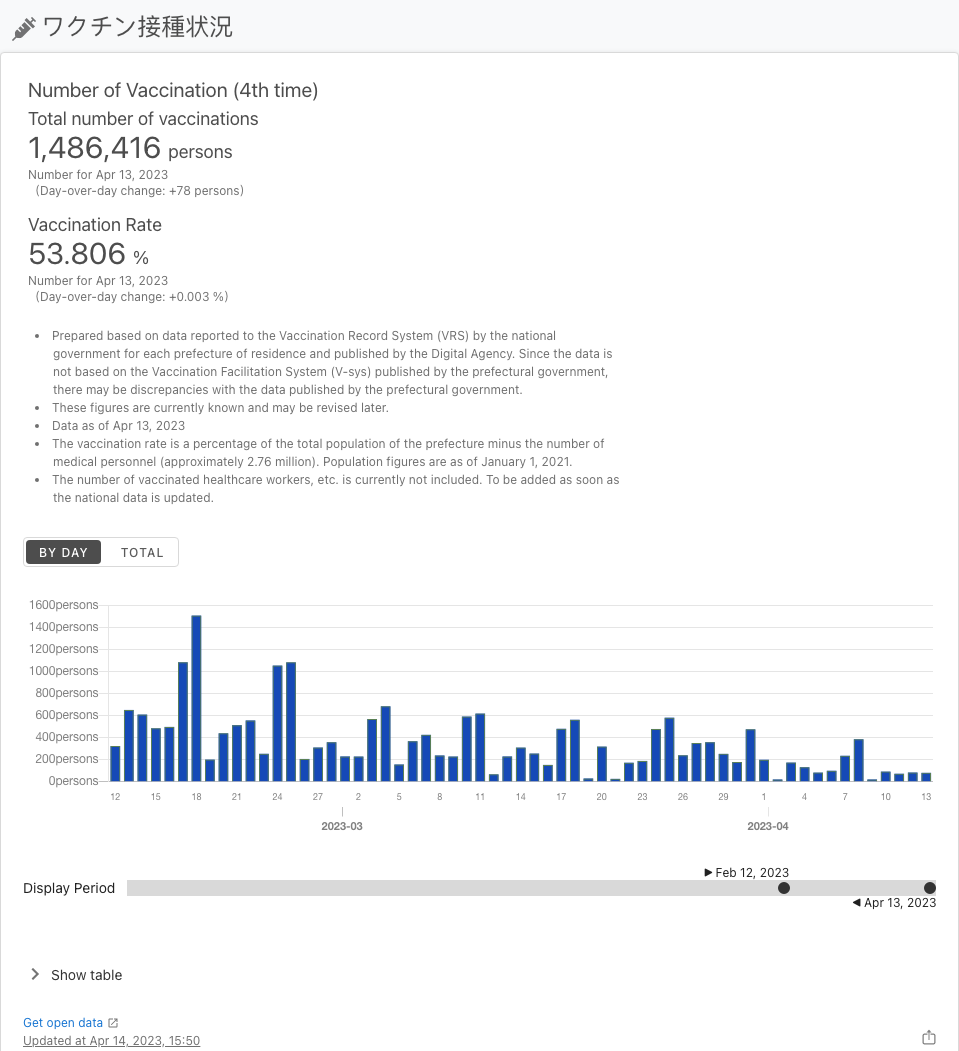 ワクチン接種状況
Number of Vaccination (4th time)
Total number of vaccinations
1,486,416 persons
Number for Apr 13, 2023
(Day-over-day change: +78 persons)
Vaccination Rate
53.806 %
Number for Apr 13, 2023
(Day-over-day change: +0.003 %)
• Prepared based on data reported to the Vaccination Record System (VRS) by the national
government for each prefecture of residence and published by the Digital Agency. Since the data is
not based on the Vaccination Facilitation System (V-sys) published by the prefectural government,
there may be discrepancies with the data published by the prefectural government.
• These figures are currently known and may be revised later.
• Data as of Apr 13, 2023
• The vaccination rate is a percentage of the total population of the prefecture minus the number of
medical personnel (approximately 2.76 million). Population figures are as of January 1, 2021.
• The number of vaccinated healthcare workers, etc. is currently not included. To be added as soon as
the national data is updated.
BY DAY TOTAL
1600persons
1400persons
1200persons
1000persons
800persons
600persons
400persons
200persons
0persons
12 15 18 21 24 27 2 5 8 11 14 17 20 23 26 29 1 4 7 10 13
2023-03 2023-04
▶ Feb 12, 2023
Display Period
◀ Apr 13, 2023
Show table
Get open data
Updated at Apr 14, 2023, 15:50